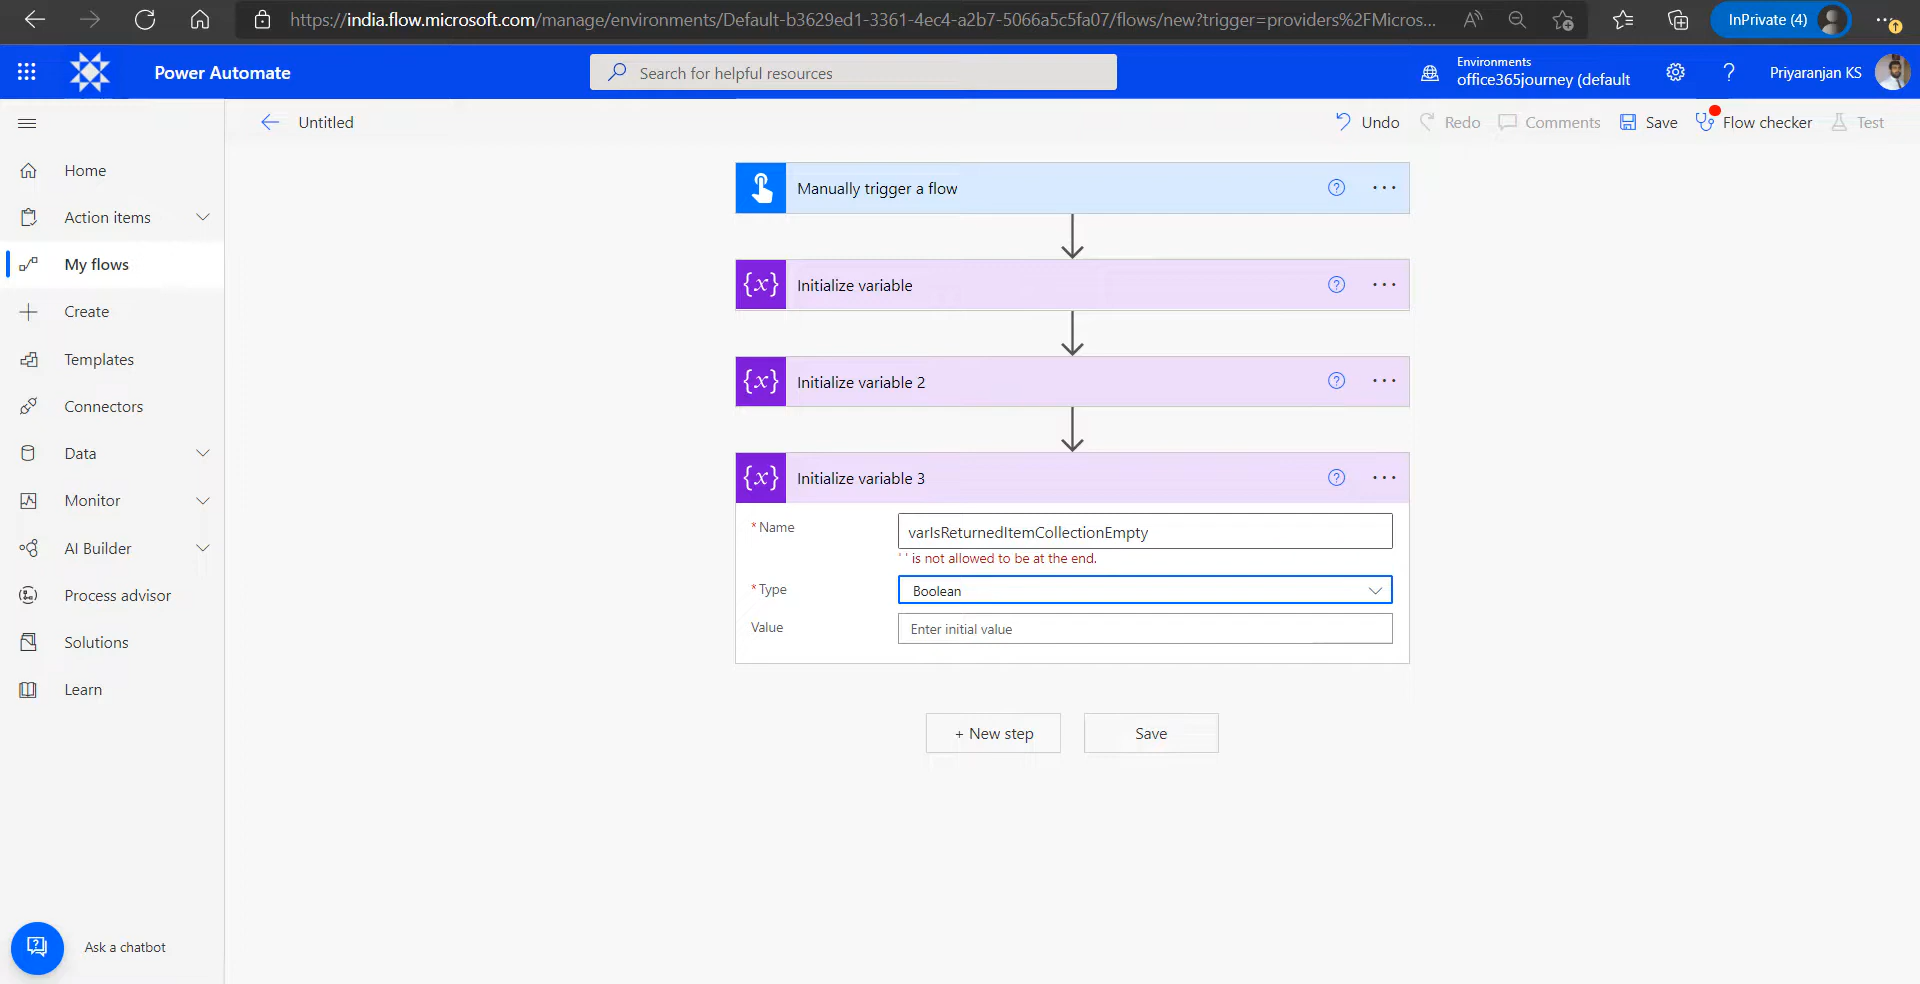 https://india.flow.microsoft.com/manage/environments/Default-b3629ed1-3361-4ec4-a2b7-5066a5c5fa07/flows/new?trigger=providers%2FMicros...
InPrivate (4)
Power Automate
Search for helpful resources
Environments
office365journey (default
?
Priyaranjan KS
Untitled
Undo
Redo
Comments
Save
Flow checker
Test
Home
Action items
My flows
Create
Templates
Connectors
Data
Monitor
AI Builder
Process advisor
Solutions
Learn
Ask a chatbot
Manually trigger a flow
?
{x} Initialize variable
?
{x} Initialize variable 2
?
{x} Initialize variable 3
?
* Name
varIsReturnedItemCollectionEmpty
' ' is not allowed to be at the end.
* Type
Boolean
Value
Enter initial value
+ New step
Save